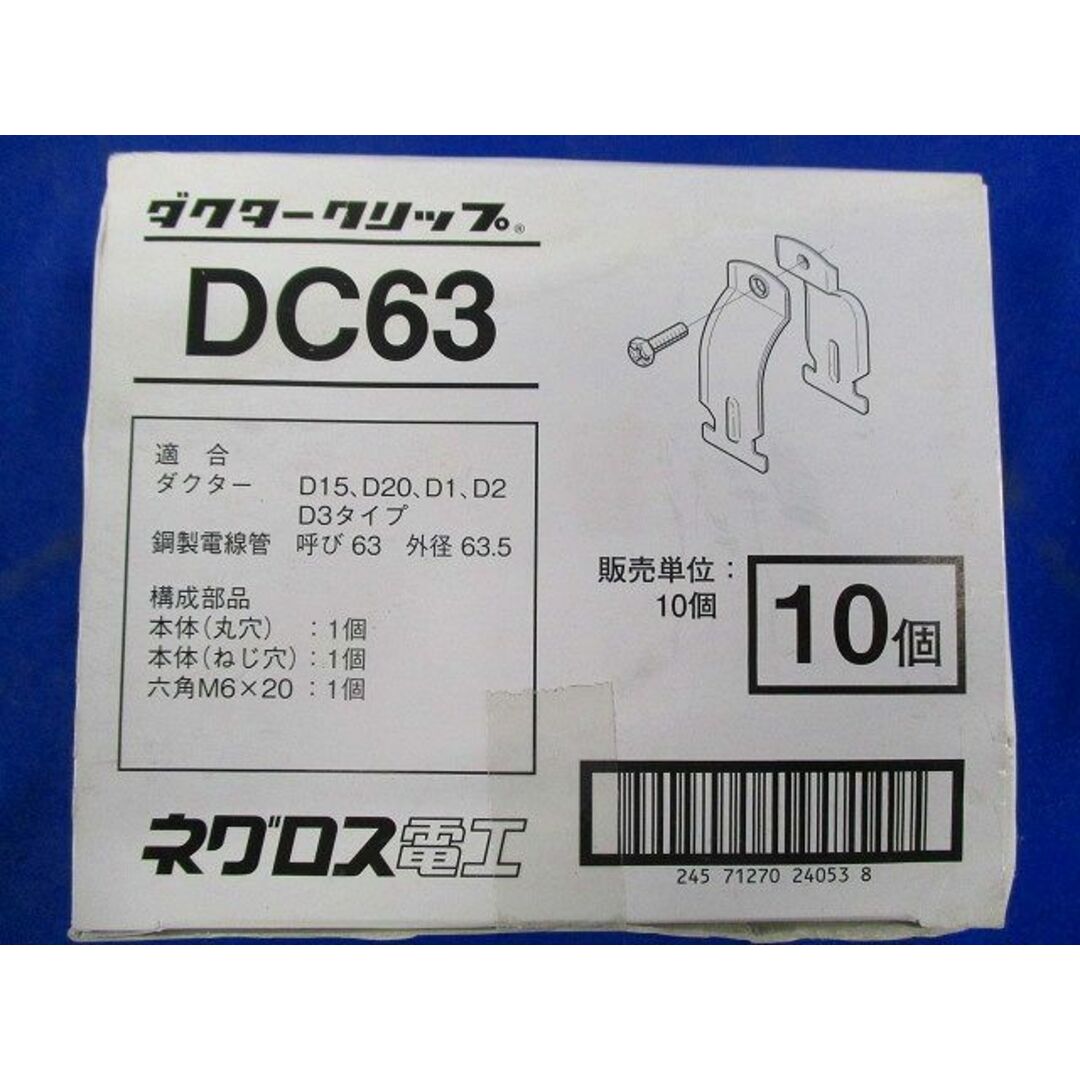 ダクタークリップ®
DC63
適 合
ダクター D15、D20、D1、D2
D3タイプ
鋼製電線管 呼び 63 外径 63.5
構成部品
本体(丸穴) :1個
本体(ねじ穴):1個
六角M6×20 :1個
販売単位:
10個
10個
ネグロス電工
245 71270 24053 8